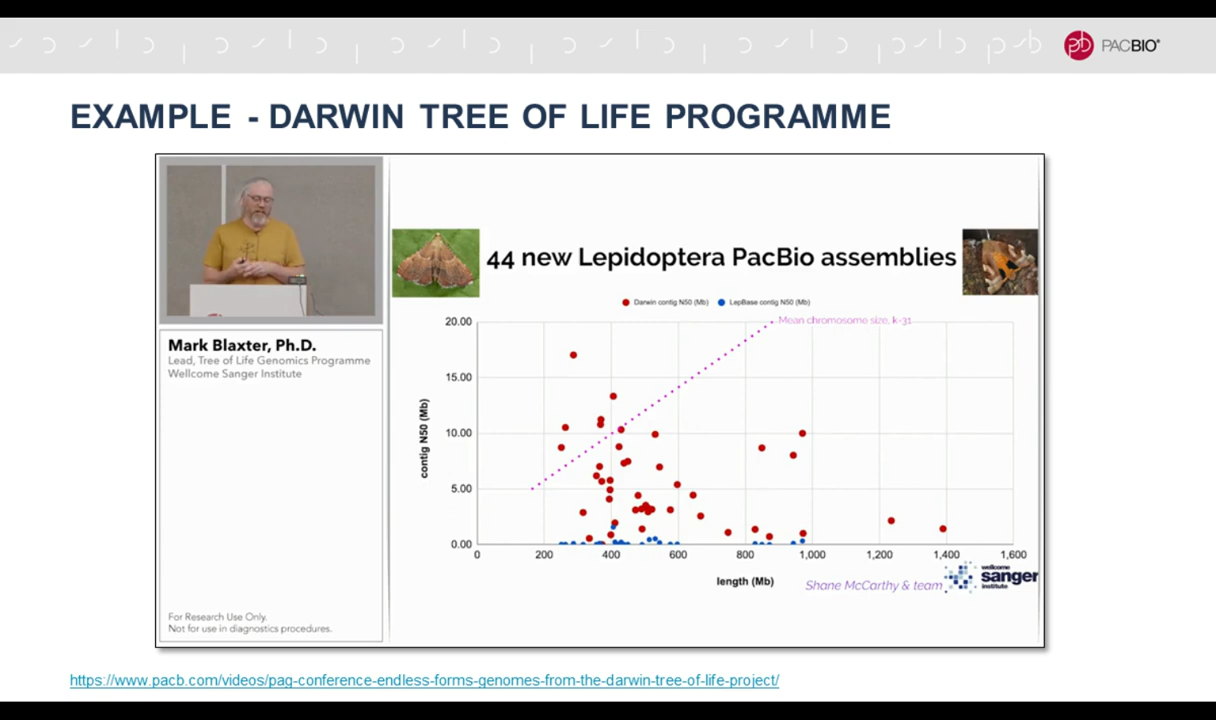 PACBIO®
EXAMPLE - DARWIN TREE OF LIFE PROGRAMME
Mark Blaxter, Ph.D.
Lead, Tree of Life Genomics Programme
Wellcome Sanger Institute
For Research Use Only.
Not for use in diagnostics procedures.
44 new Lepidoptera PacBio assemblies
Darwin contig N50 (Mb) LepBase contig N50 (Mb)
Mean chromosome size, k-31
contig N50 (Mb)
20.00
15.00
10.00
5.00
0.00
0 200 400 600 800 1,000 1,200 1,400 1,600
length (Mb)
Shane McCarthy & team
wellcome
sanger
institute
https://www.pacb.com/videos/pag-conference-endless-forms-genomes-from-the-darwin-tree-of-life-project/